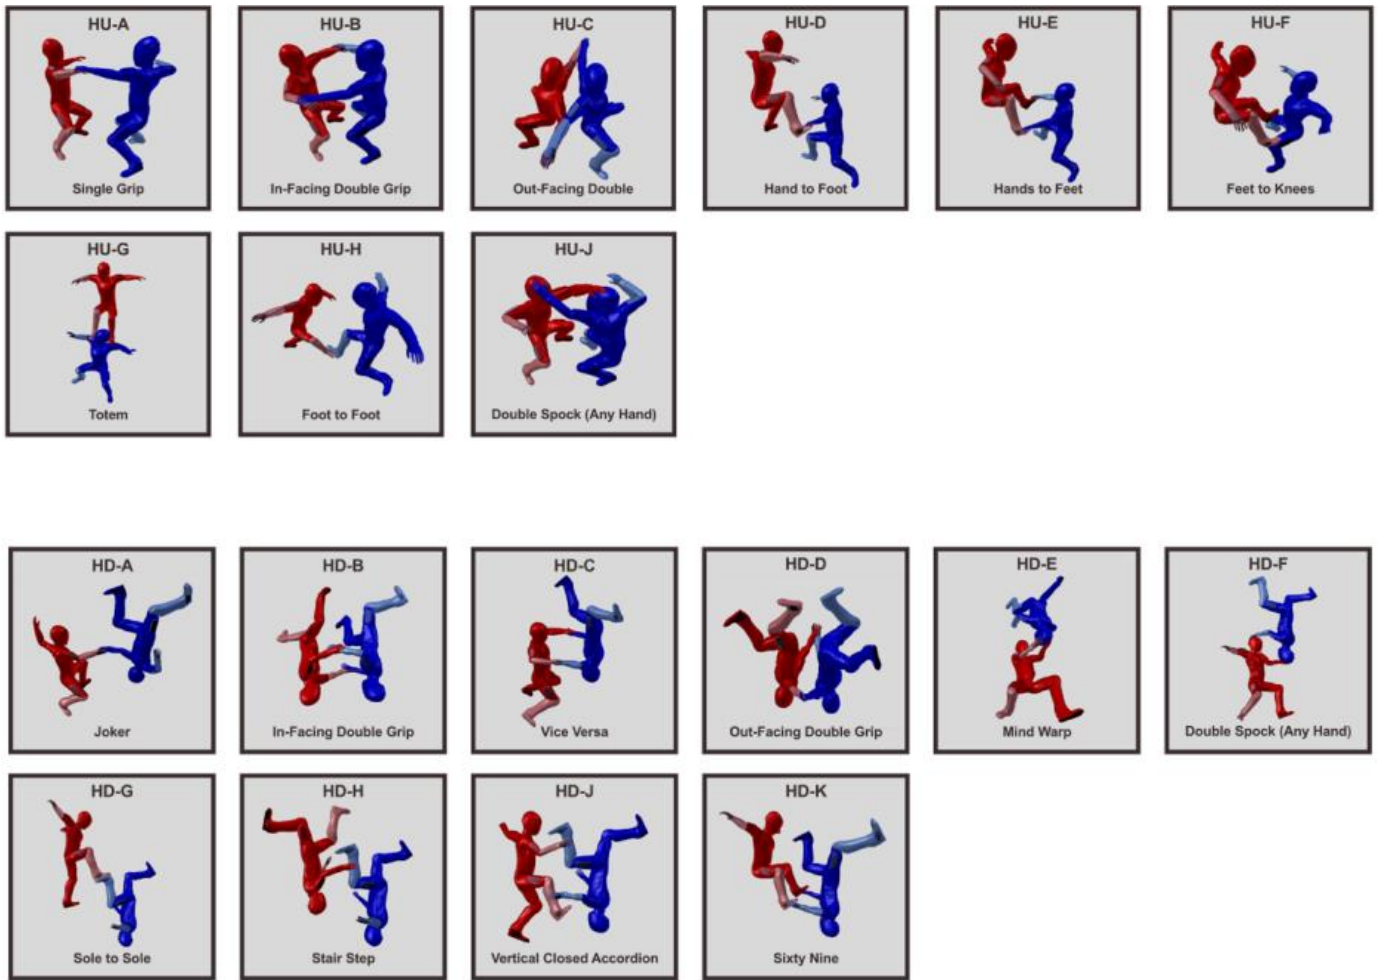 HU-A
Single Grip
HU-B
In-Facing Double Grip
HU-C
Out-Facing Double
HU-D
Hand to Foot
HU-E
Hands to Feet
HU-F
Feet to Knees
HU-G
Totem
HU-H
Foot to Foot
HU-J
Double Spock (Any Hand)
HD-A
Joker
HD-B
In-Facing Double Grip
HD-C
Vice Versa
HD-D
Out-Facing Double Grip
HD-E
Mind Warp
HD-F
Double Spock (Any Hand)
HD-G
Sole to Sole
HD-H
Stair Step
HD-J
Vertical Closed Accordion
HD-K
Sixty Nine